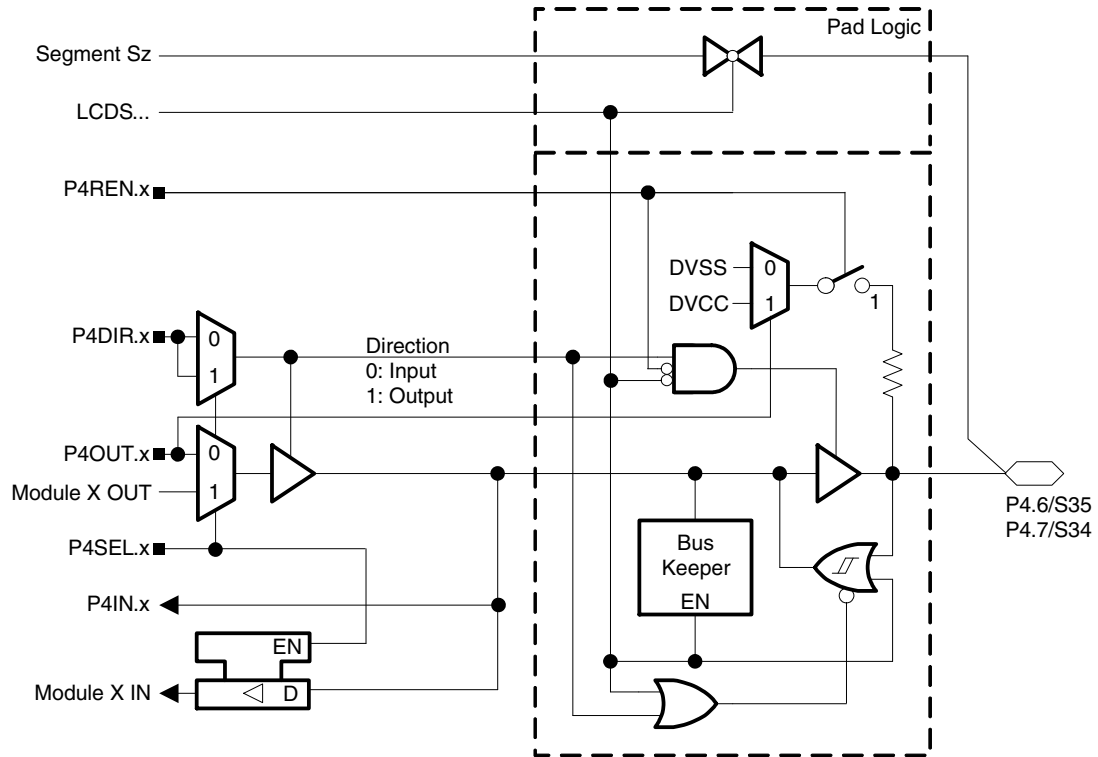 Pad Logic
Segment Sz
LCDS...
P4REN.x
DVSS
0
DVCC
1
1
P4DIR.x
0
1
Direction
0: Input
1: Output
P4OUT.x
0
Module X OUT
1
P4.6/S35
P4.7/S34
P4SEL.x
Bus
Keeper
EN
P4IN.x
EN
Module X IN
D